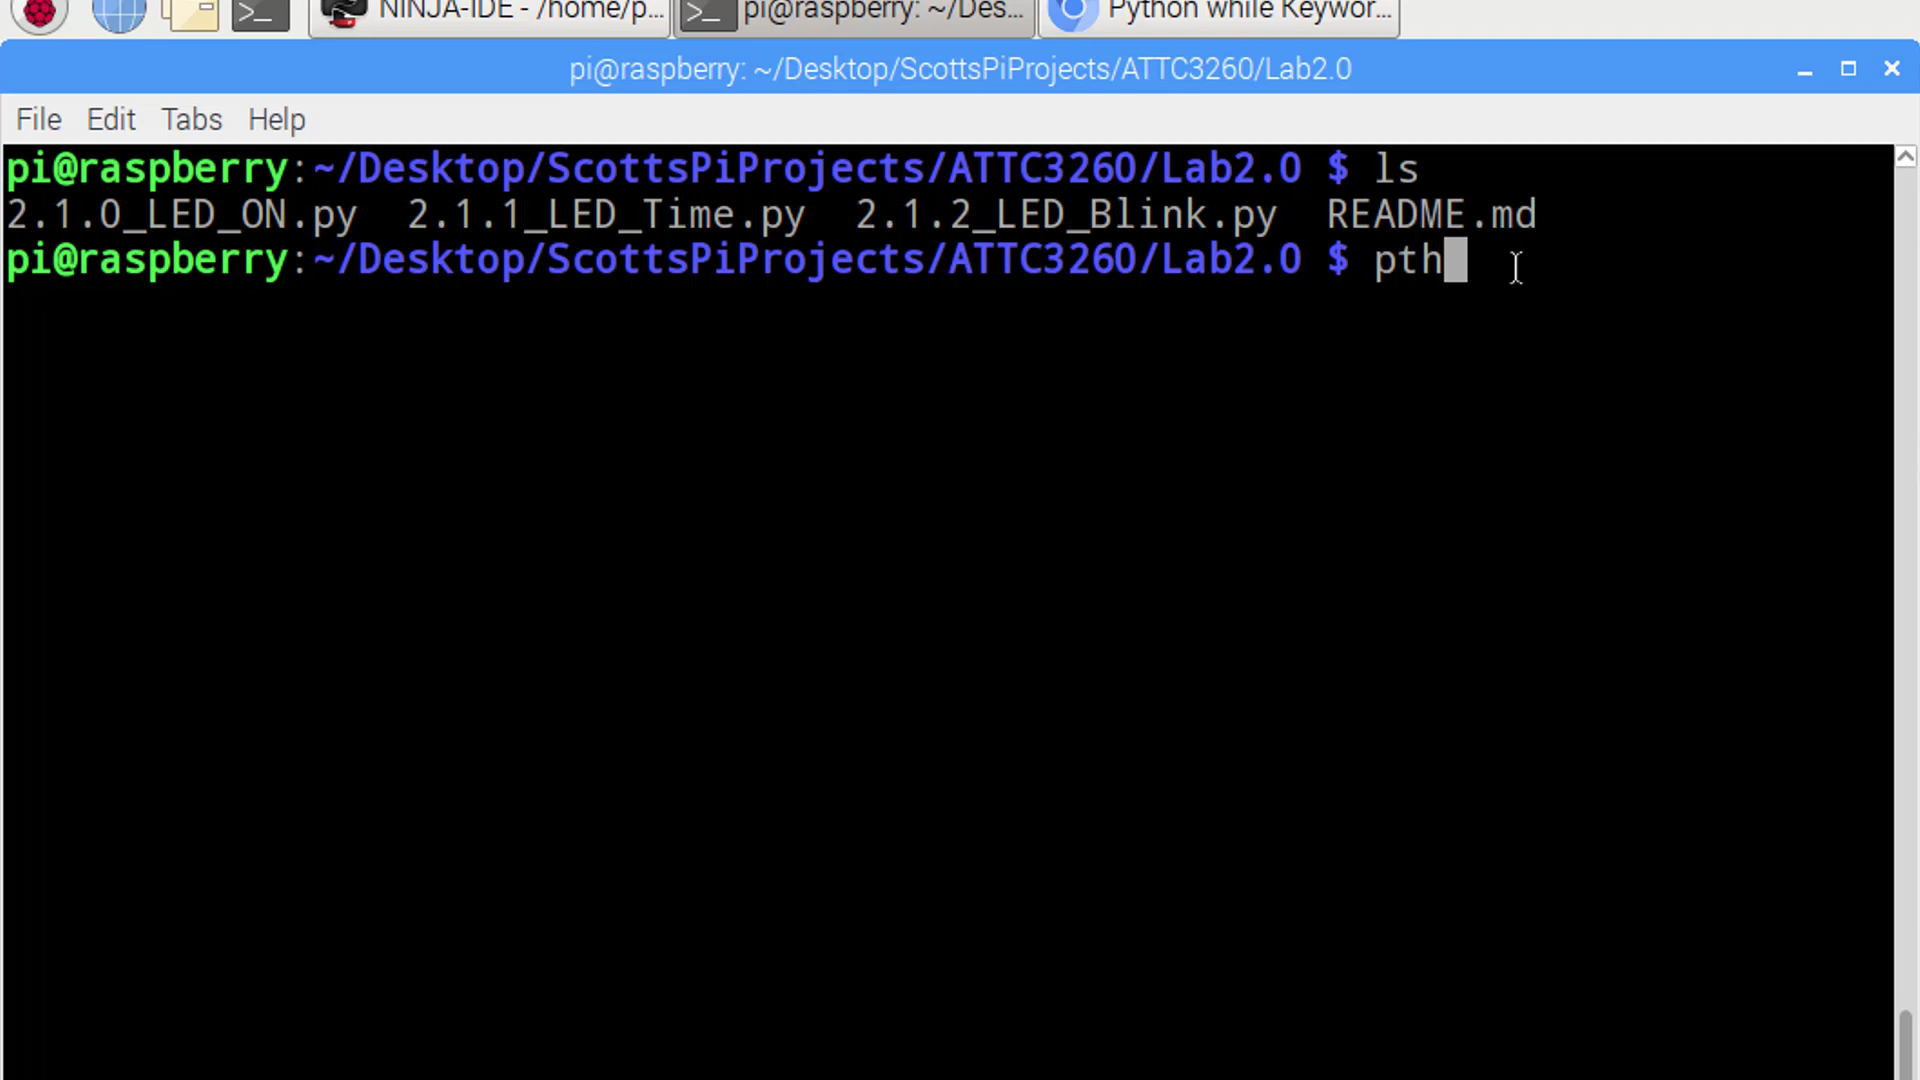 NINJA-IDE - /home/p...
pi@raspberry: ~/Des...
Python while Keywor...
pi@raspberry: ~/Desktop/ScottsPiProjects/ATTC3260/Lab2.0
File Edit Tabs Help
pi@raspberry:~/Desktop/ScottsPiProjects/ATTC3260/Lab2.0 $ ls
2.1.0_LED_ON.py 2.1.1_LED_Time.py 2.1.2_LED_Blink.py README.md
pi@raspberry:~/Desktop/ScottsPiProjects/ATTC3260/Lab2.0 $ pth